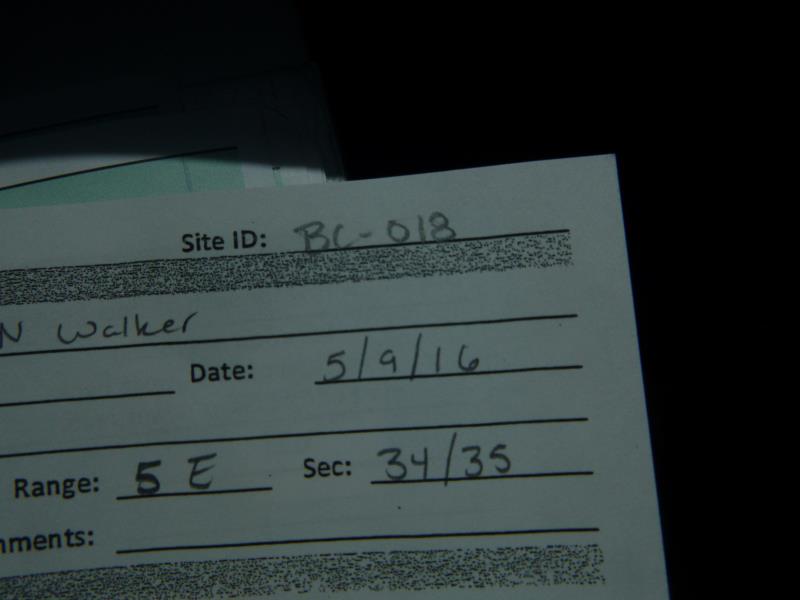 Site ID: BC-018
N Walker
Date: 5/9/16
Range: 5 E Sec: 34/35
mments: